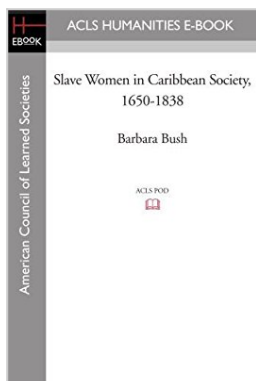 H
EBOOK
ACLS HUMANITIES E-BOOK
American Council of Learned Societies
Slave Women in Caribbean Society,
1650-1838
Barbara Bush
ACLS POD